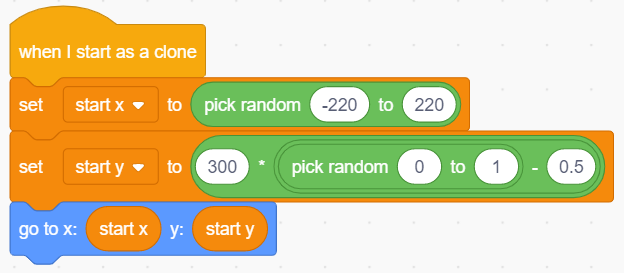 when I start as a clone
set start x to pick random -220 to 220
set start y to 300 * pick random 0 to 1 - 0.5
go to x: start x y: start y